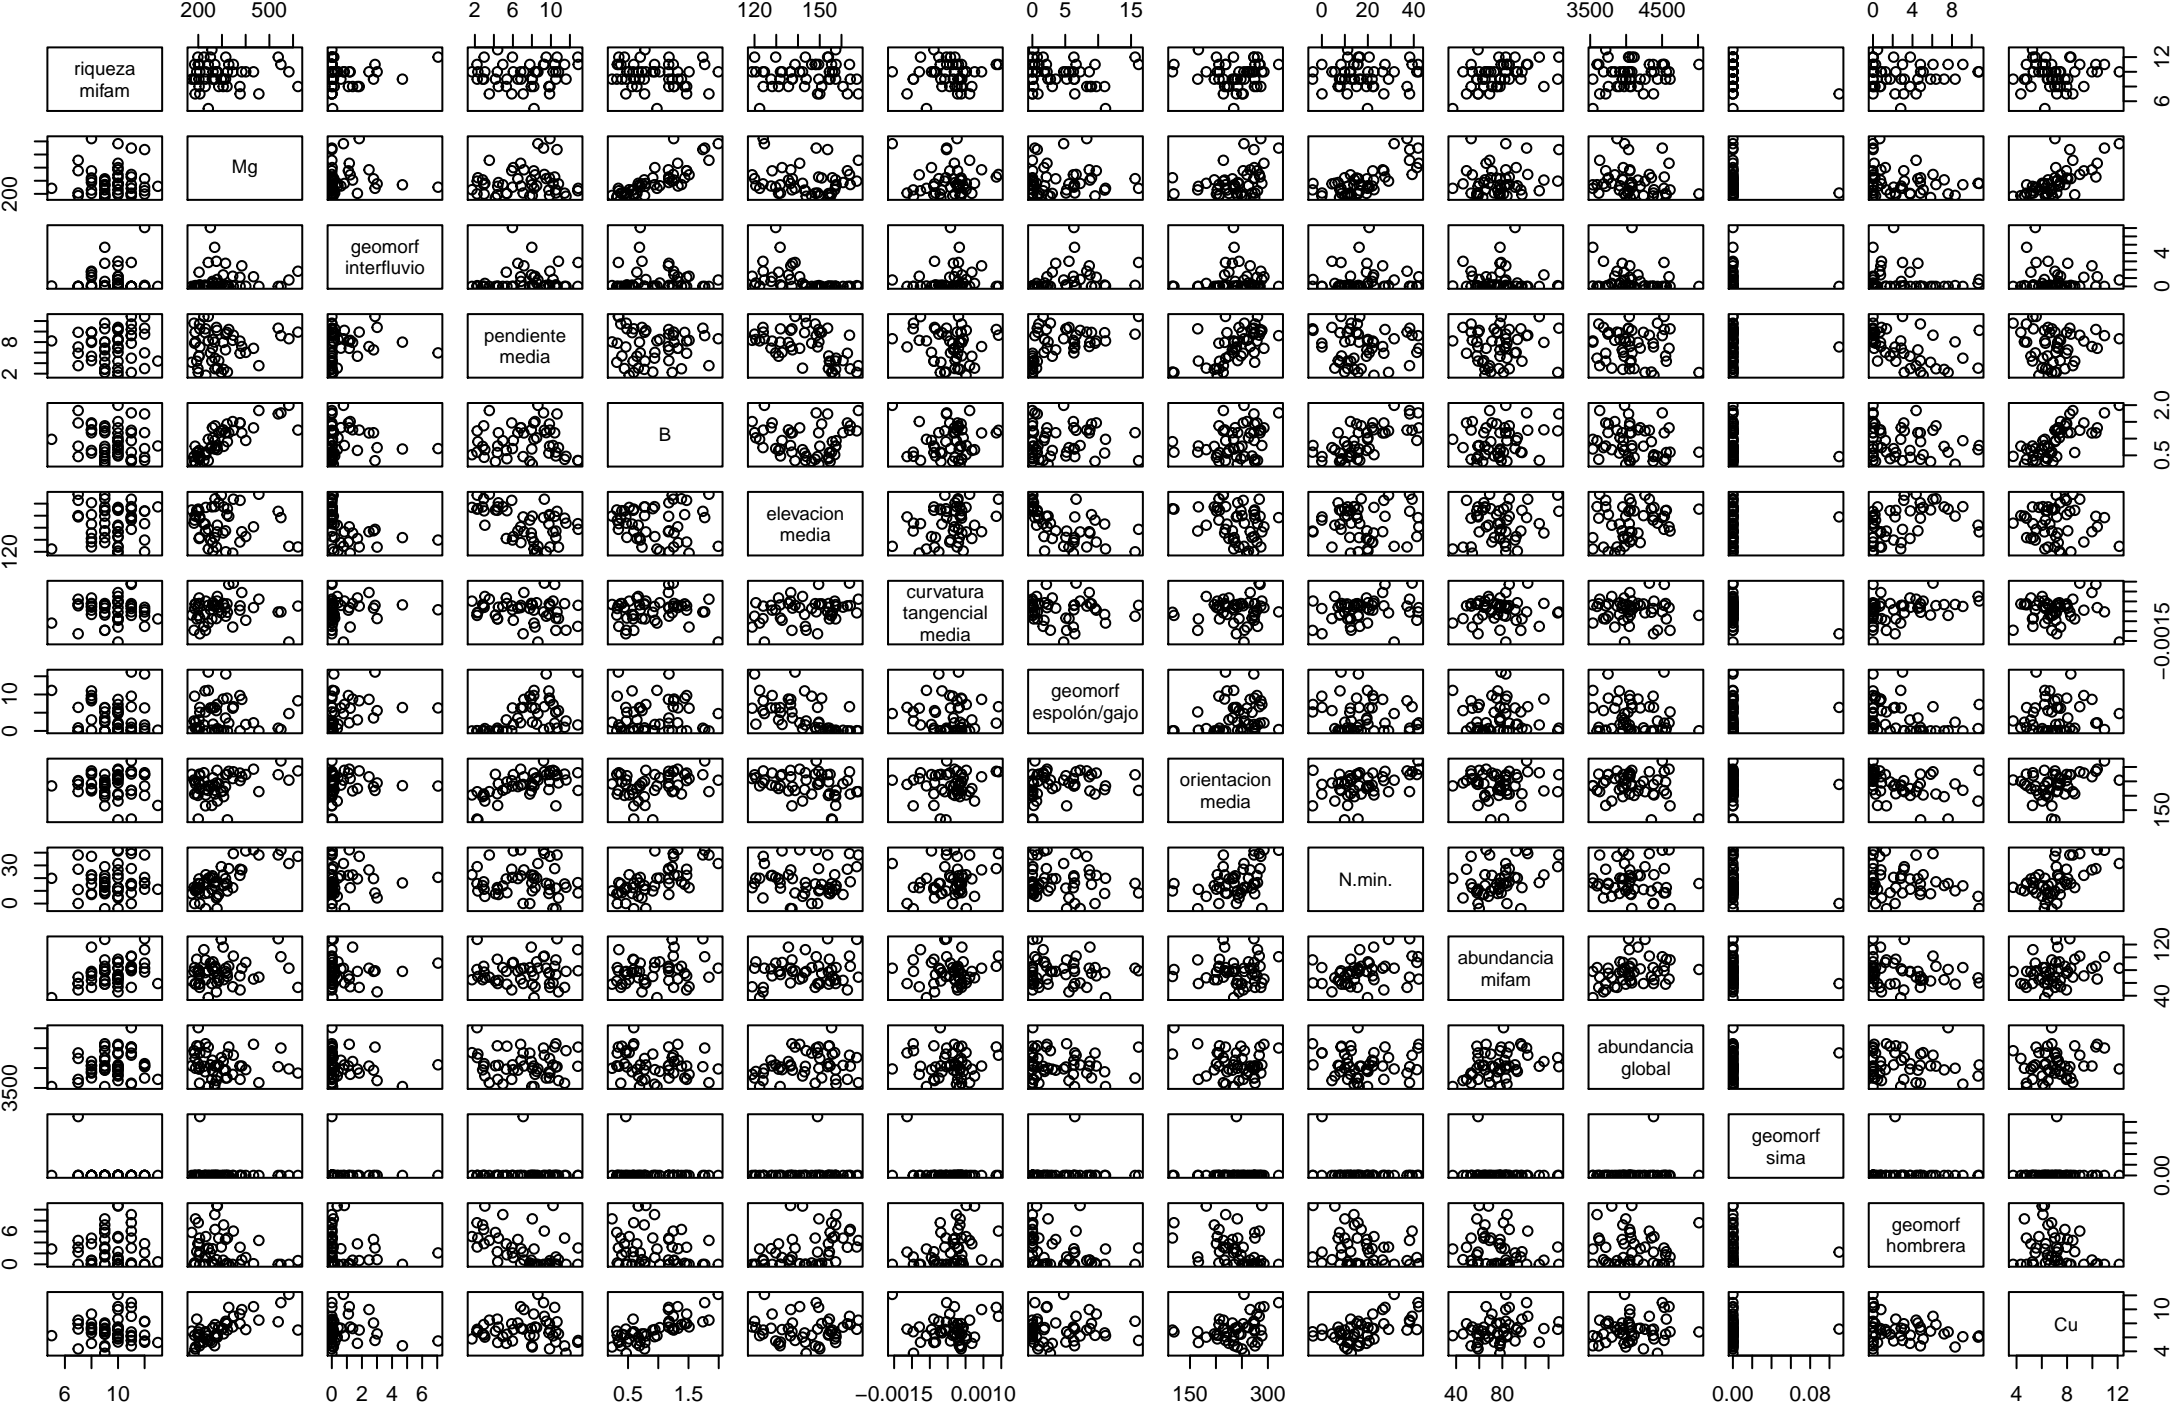 200 500 2 6 10 120 150 0 5 15 0 20 40 3500 4500 0 4 8
riqueza
mifam
6 12
Mg
200
geomorf
interfluvio
0 4
pendiente
media
2 8
B
0.5 2.0
elevacion
media
120
curvatura
tangencial
media
−0.0015
geomorf
espolón/gajo
0 10
orientacion
media
150
N.min.
0 30
abundancia
mifam
40 120
abundancia
global
3500
geomorf
sima
0.00
geomorf
hombrera
0 6
Cu
4 10
6 10 0 2 4 6 0.5 1.5 −0.0015 0.0010 150 300 40 80 0.00 0.08 4 8 12